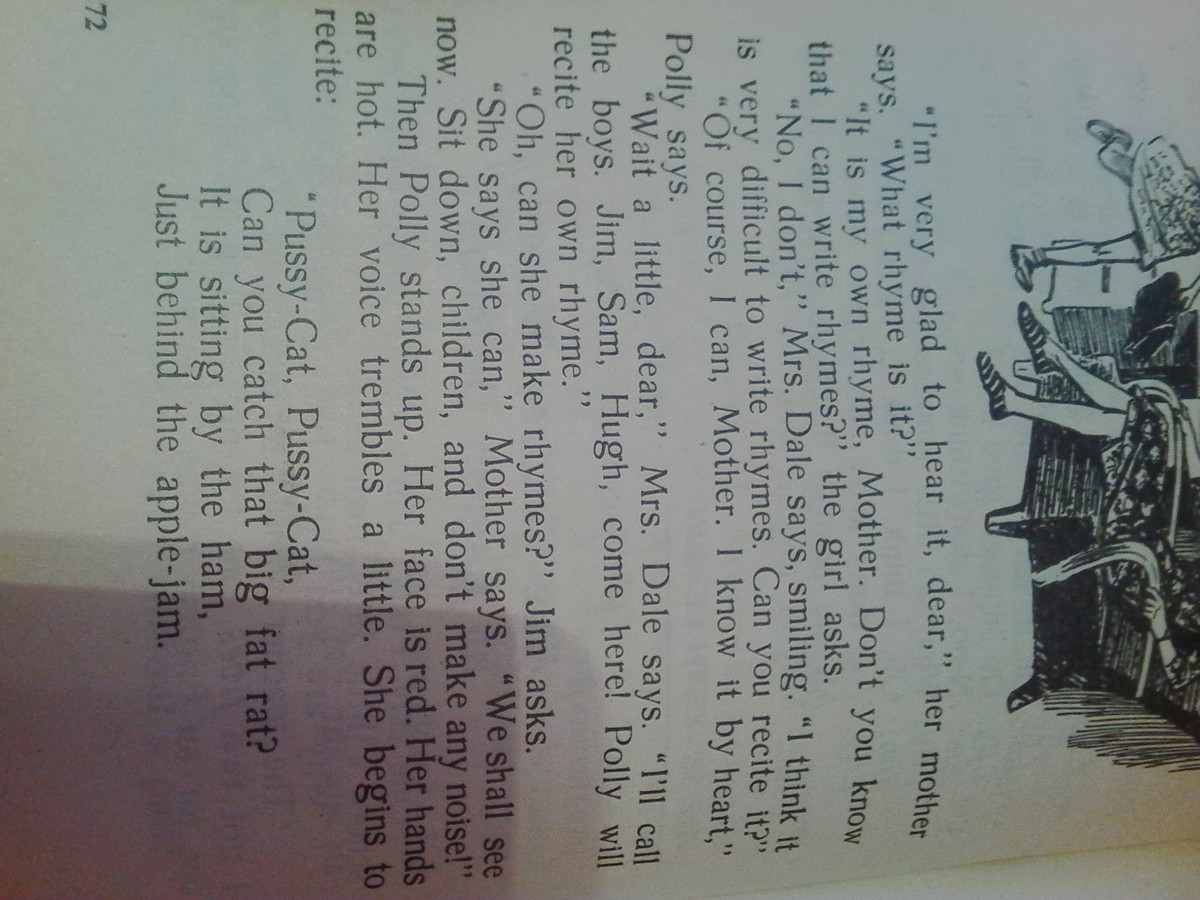 "I'm very glad to hear it, dear," her mother
says. "What rhyme is it?"
"It is my own rhyme, Mother. Don't you know
that I can write rhymes?" the girl asks.
"No, I don't," Mrs. Dale says, smiling. "I think it
is very difficult to write rhymes. Can you recite it?"
"Of course, I can, Mother. I know it by heart,"
Polly says.
"Wait a little, dear," Mrs. Dale says. "I'll call
the boys. Jim, Sam, Hugh, come here! Polly will
recite her own rhyme."
"Oh, can she make rhymes?" Jim asks.
"She says she can," Mother says. "We shall see
now. Sit down, children, and don't make any noise!"
Then Polly stands up. Her face is red. Her hands
are hot. Her voice trembles a little. She begins to
recite:
"Pussy-Cat, Pussy-Cat,
Can you catch that big fat rat?
It is sitting by the ham,
Just behind the apple-jam.
72